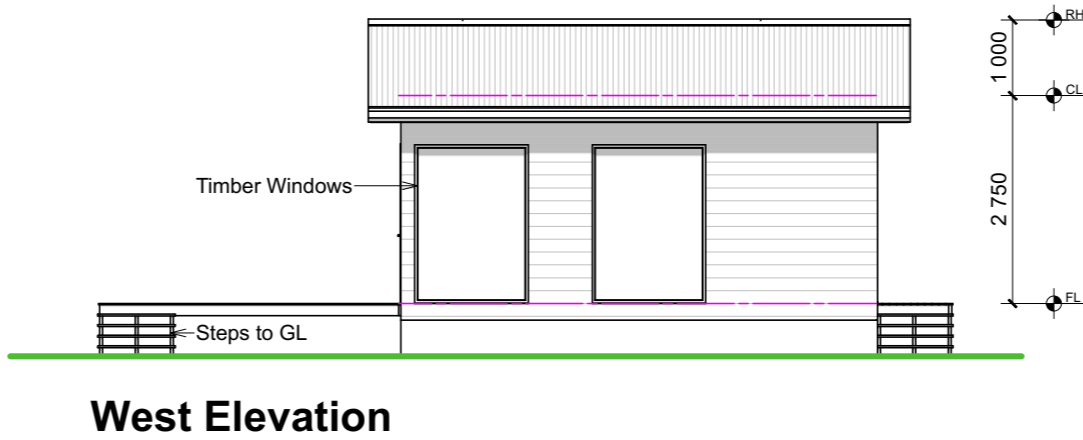 RH
1 000
CL
Timber Windows
2 750
FL
Steps to GL
West Elevation